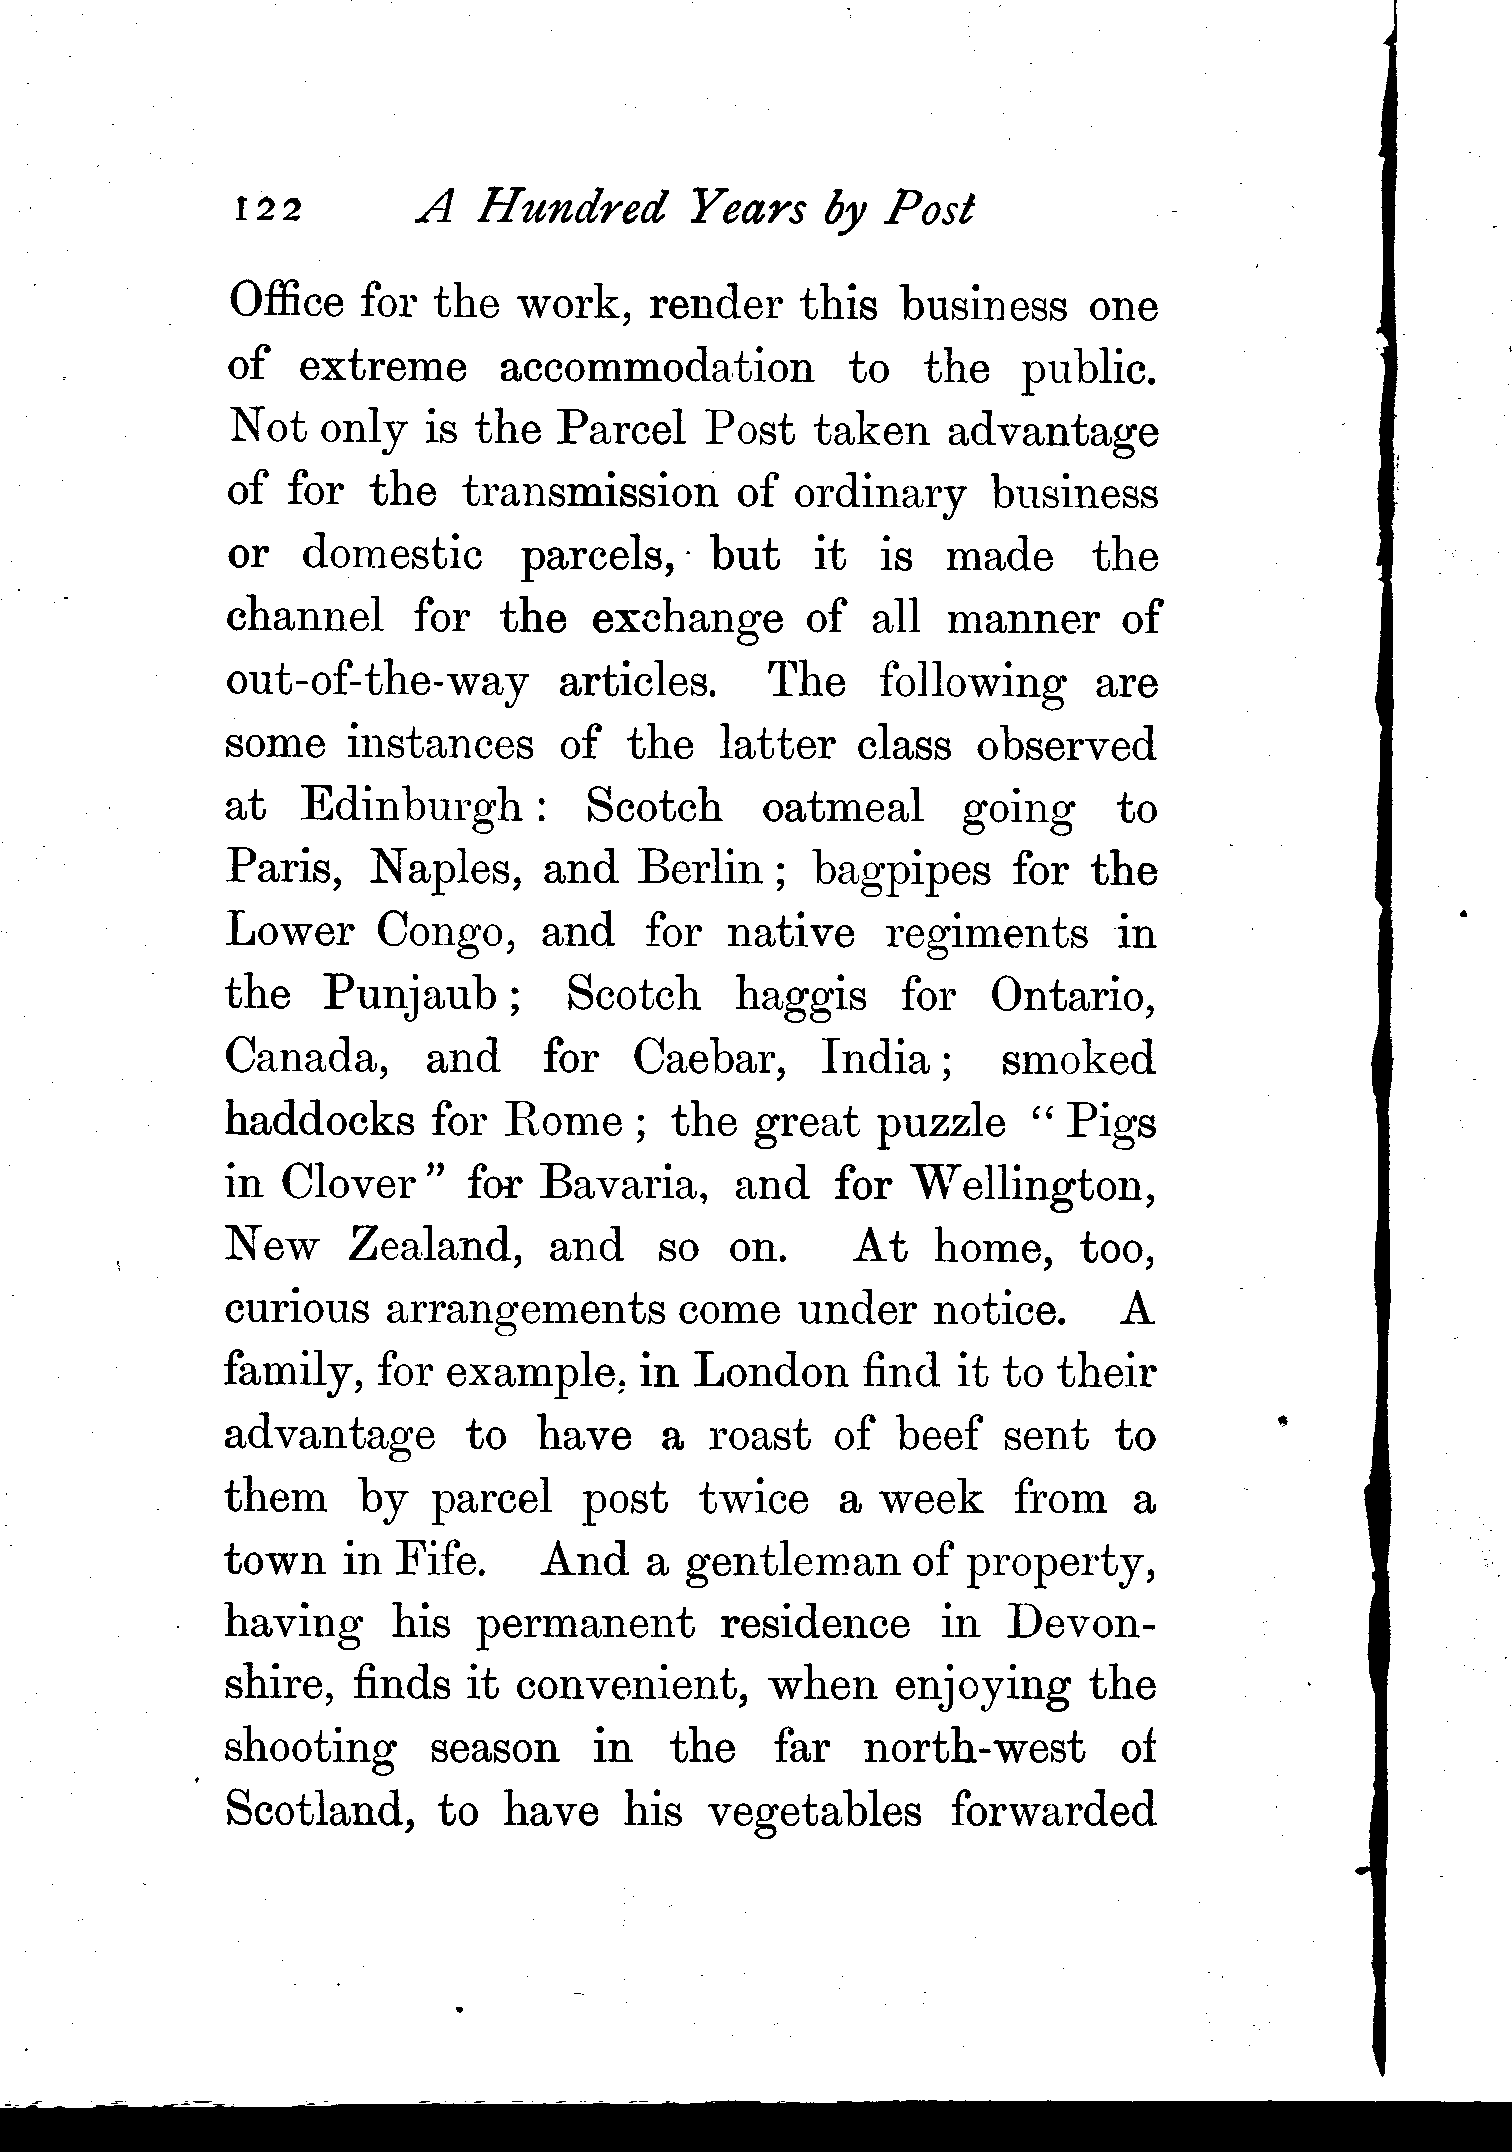 122 A Hundred Years by Post
Office for the work, render this business one
of extreme accommodation to the public.
Not only is the Parcel Post taken advantage
of for the transmission of ordinary business
or domestic parcels, but it is made the
channel for the exchange of all manner of
out-of-the-way articles. The following are
some instances of the latter class observed
at Edinburgh : Scotch oatmeal going to
Paris, Naples, and Berlin ; bagpipes for the
Lower Congo, and for native regiments in
the Punjaub ; Scotch haggis for Ontario,
Canada, and for Caebar, India ; smoked
haddocks for Rome ; the great puzzle “ Pigs
in Clover ” for Bavaria, and for Wellington,
New Zealand, and so on. At home, too,
curious arrangements come under notice. A
family, for example, in London find it to their
advantage to have a roast of beef sent to
them by parcel post twice a week from a
town in Fife. And a gentleman of property,
having his permanent residence in Devon-
shire, finds it convenient, when enjoying the
shooting season in the far north-west of
Scotland, to have his vegetables forwarded